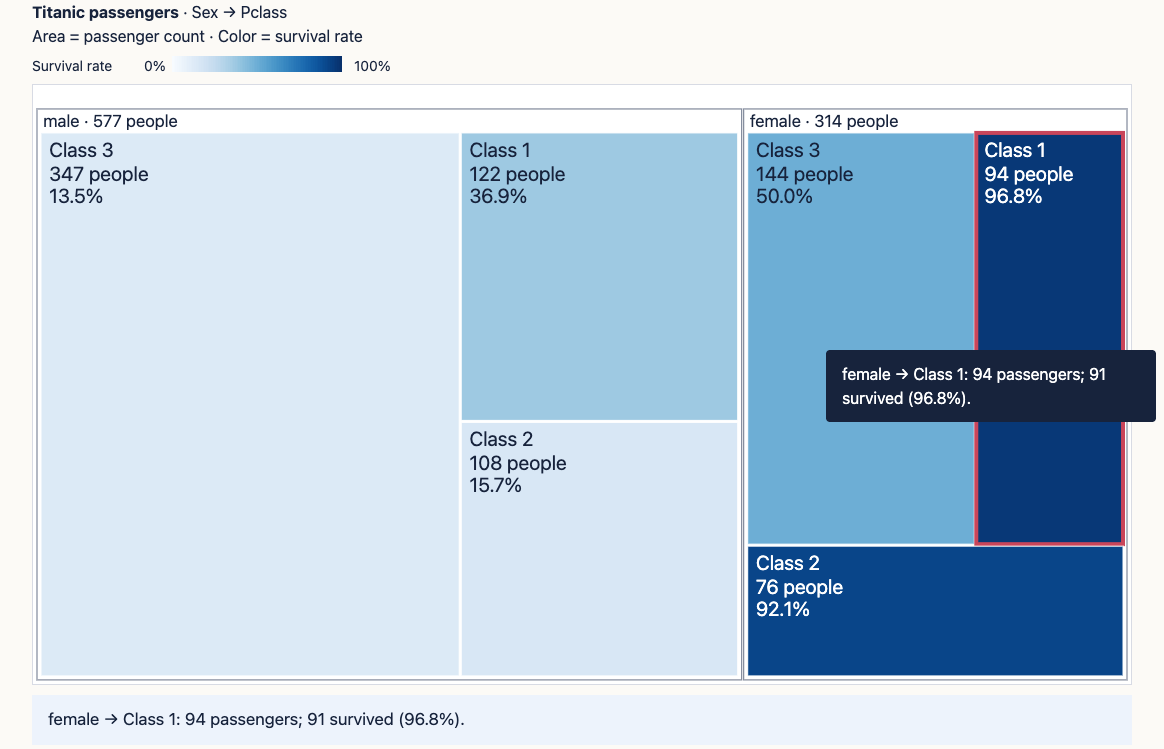 Titanic passengers · Sex → Pclass
Area = passenger count · Color = survival rate
Survival rate 0% 100%
male · 577 people
Class 3
347 people
13.5%
Class 1
122 people
36.9%
Class 2
108 people
15.7%
female · 314 people
Class 3
144 people
50.0%
Class 1
94 people
96.8%
female → Class 1: 94 passengers; 91
survived (96.8%).
Class 2
76 people
92.1%
female → Class 1: 94 passengers; 91 survived (96.8%).